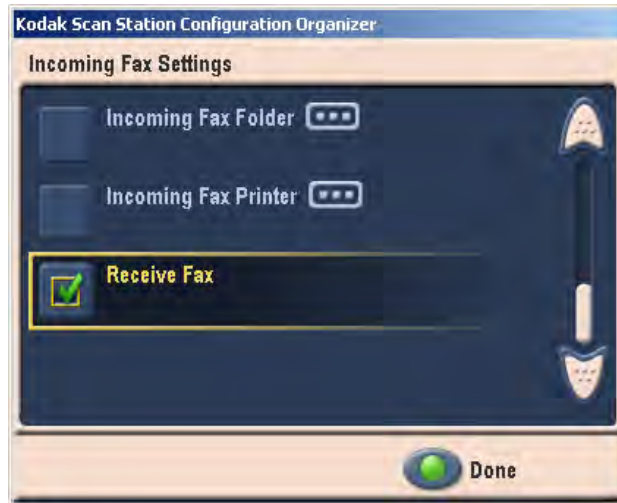 Kodak Scan Station Configuration Organizer
Incoming Fax Settings
Incoming Fax Folder
Incoming Fax Printer
Receive Fax
Done